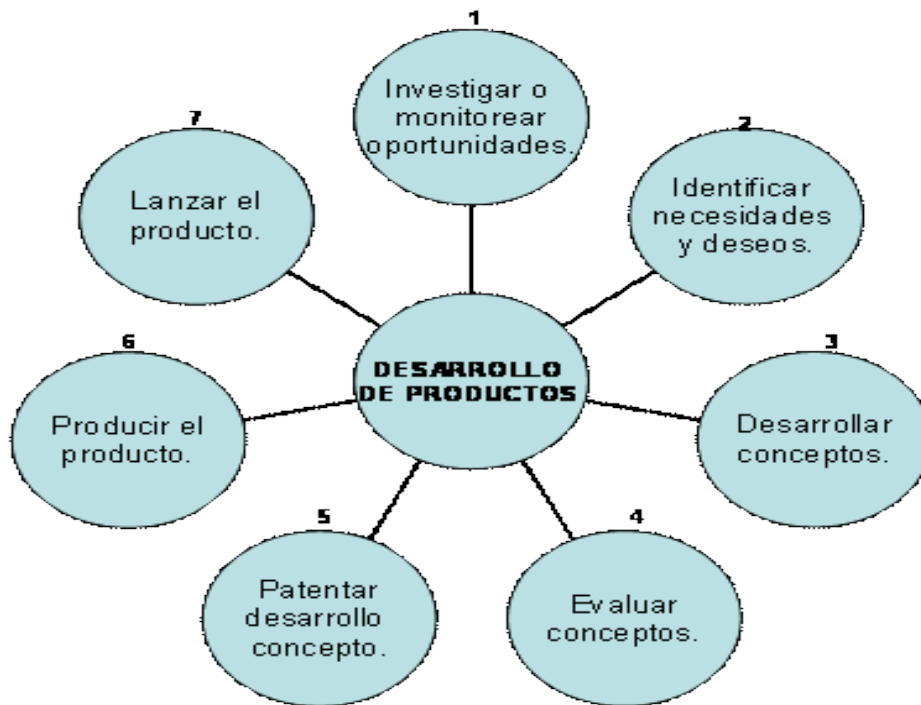 1
Investigar o
monitorear
oportunidades.
2
Identificar
necesidades
y deseos.
3
Desarrollar
conceptos.
4
Evaluar
conceptos.
5
Patentar
desarrollo
concepto.
6
Producir el
producto.
7
Lanzar el
producto.
DESARROLLO
DE PRODUCTOS